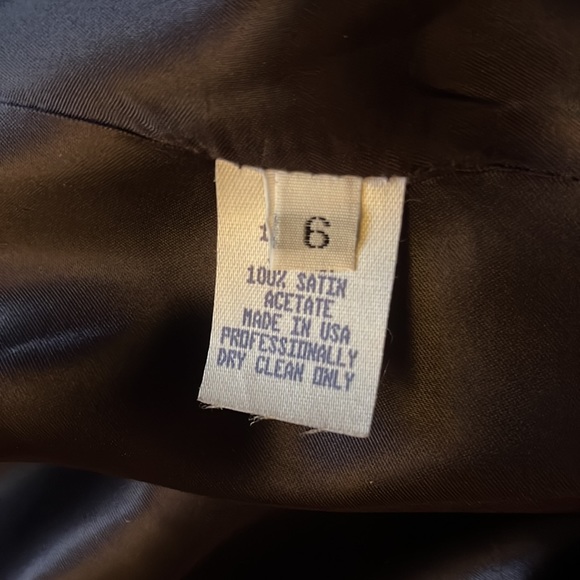 6
100% SATIN
ACETATE
MADE IN USA
PROFESSIONALLY
DRY CLEAN ONLY